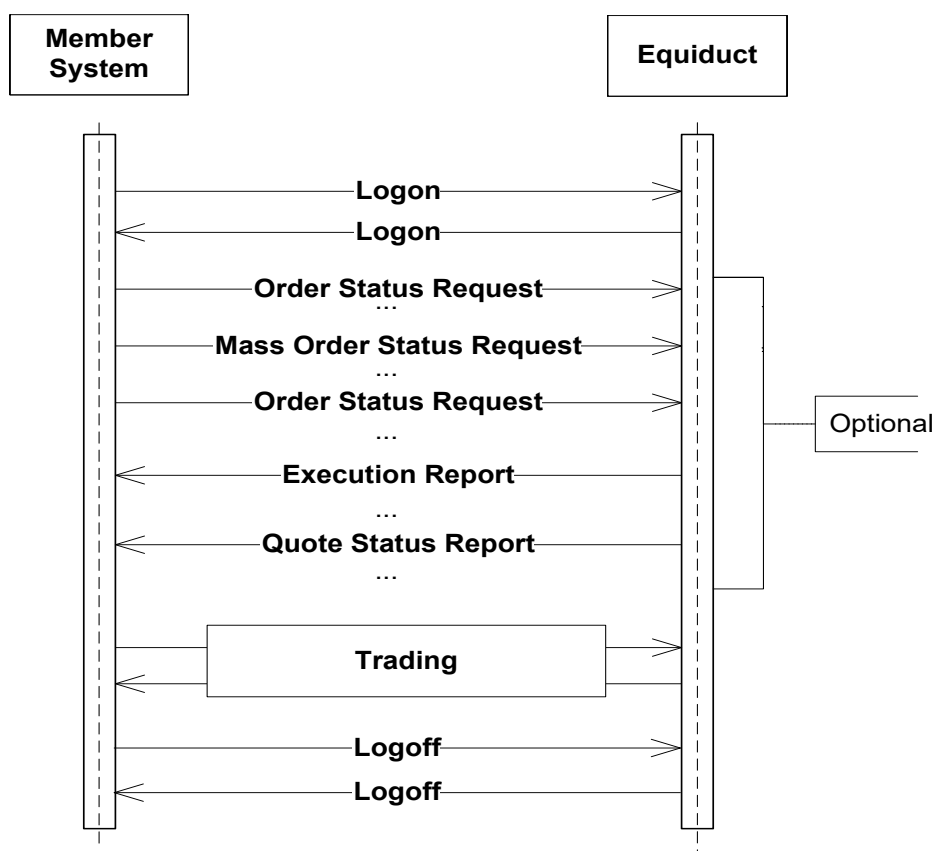 Member
System
Equiduct
Logon
Logon
Order Status Request
...
Mass Order Status Request
...
Order Status Request
...
Optional
Execution Report
...
Quote Status Report
...
Trading
Logoff
Logoff